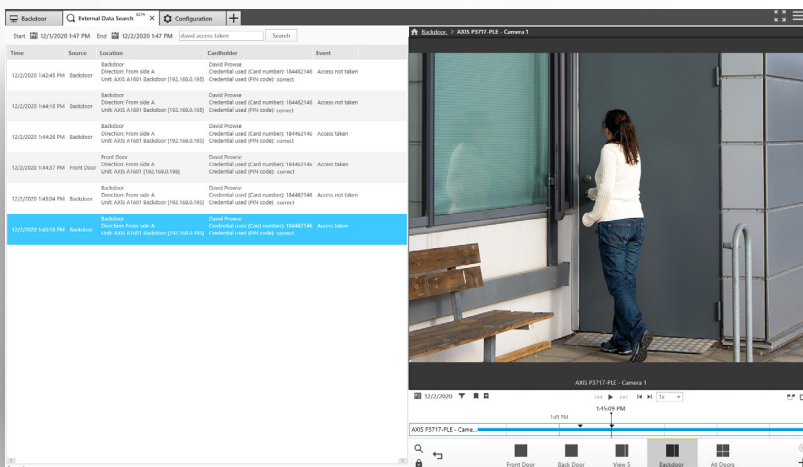 Backdoor
External Data Search BETA
Configuration
Start 12/1/2020 1:47 PM End 12/2/2020 1:47 PM david access taken Search
Time Source Location Cardholder Event
Backdoor David Prowse
12/2/2020 1:42:45 PM Backdoor Direction: From side A Credential used (Card number): 184462146 Access not taken
Unit: AXIS A1601 Backdoor [192.168.0.195] Credential used (PIN code): correct
Backdoor David Prowse
12/2/2020 1:44:16 PM Backdoor Direction: From side A Credential used (Card number): 184462146 Access not taken
Unit: AXIS A1601 Backdoor [192.168.0.195] Credential used (PIN code): correct
Backdoor David Prowse
12/2/2020 1:44:26 PM Backdoor Direction: From side A Credential used (Card number): 184462146 Access taken
Unit: AXIS A1601 Backdoor [192.168.0.195] Credential used (PIN code): correct
Front Door David Prowse
12/2/2020 1:44:37 PM Front Door Direction: From side A Credential used (Card number): 184462146 Access taken
Unit: AXIS A1601 [192.168.0.198] Credential used (PIN code): correct
Backdoor David Prowse
12/2/2020 1:45:04 PM Backdoor Direction: From side A Credential used (Card number): 184462146 Access not taken
Unit: AXIS A1601 Backdoor [192.168.0.195] Credential used (PIN code): correct
Backdoor David Prowse
12/2/2020 1:45:10 PM Backdoor Direction: From side A Credential used (Card number): 184462146 Access taken
Unit: AXIS A1601 Backdoor [192.168.0.195] Credential used (PIN code): correct
Backdoor > AXIS P3717-PLE - Camera 1
AXIS P3717-PLE - Camera 1
12/2/2020 1x
1:45:09 PM
1:45 PM
AXIS P3717-PLE - Came...
Front Door Back Door View 5 Backdoor All Doors